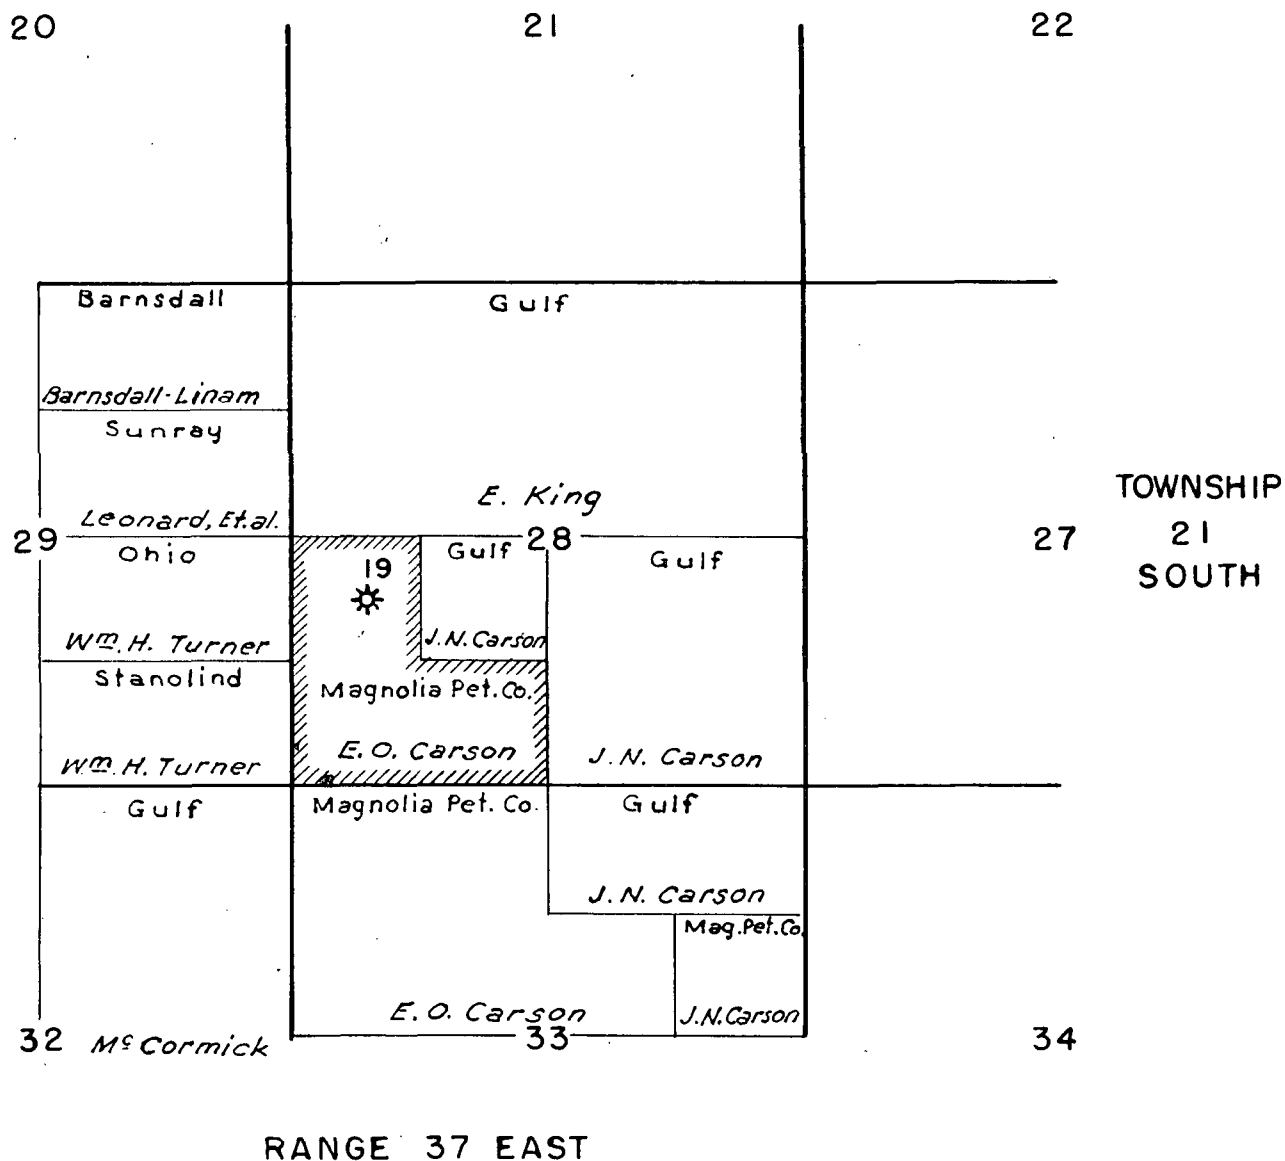 20 21 22
Barnsdall
Gulf
Barnsdall-Linam
Sunray
E. King
TOWNSHIP
21
SOUTH
Leonard, Et.al.
29 28 27
Ohio
Gulf
Gulf
19
Wm. H. Turner
J.N. Carson
Stanolind
Magnolia Pet. Co.
E.O. Carson
J.N. Carson
Wm. H. Turner
Gulf
Magnolia Pet. Co.
Gulf
J.N. Carson
Mag.Pet.Co.
E.O. Carson
J.N. Carson
32 McCormick 33 34
RANGE 37 EAST